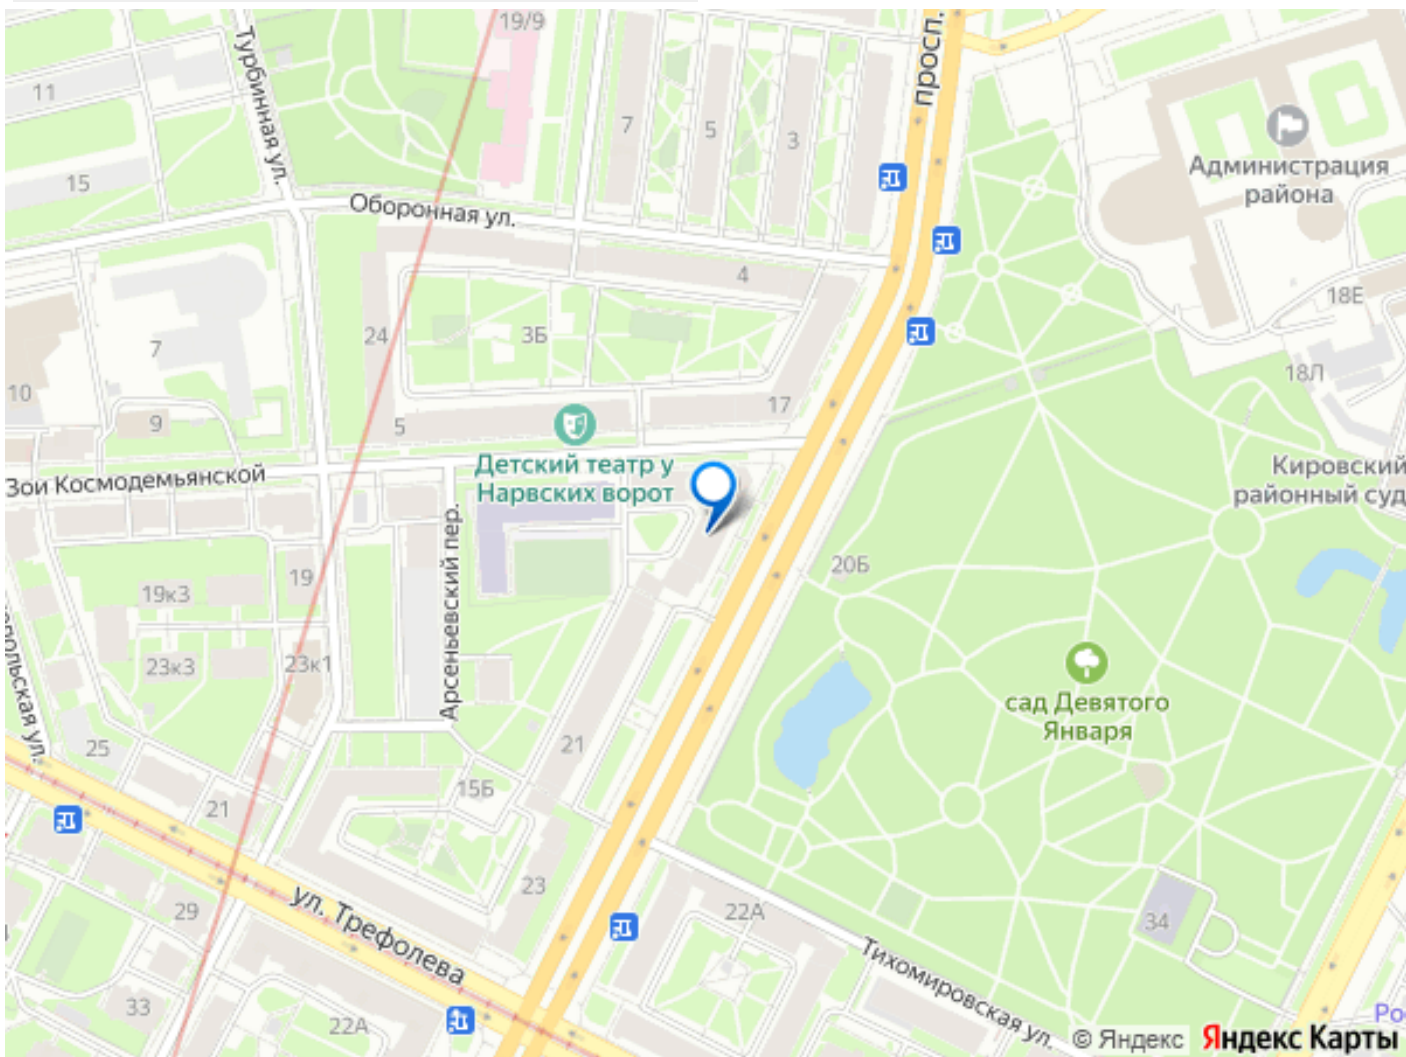 19/9
просп.
Турбинная ул.
11
7
5
3
Администрация
района
15
Оборонная ул.
4
18Е
24
3Б
7
18Л
10
9
5
17
Детский театр у
Нарвских ворот
Зои Космодемьянской
Кировский
районный суд
Арсеньевский пер.
20Б
19
19к3
23к1
23к3
сад Девятого
Января
польская ул.
25
21
15Б
21
23
29
22А
34
ул. Трефолева
Тихомировская ул.
33
22А
Ро
© Яндекс Яндекс Карты